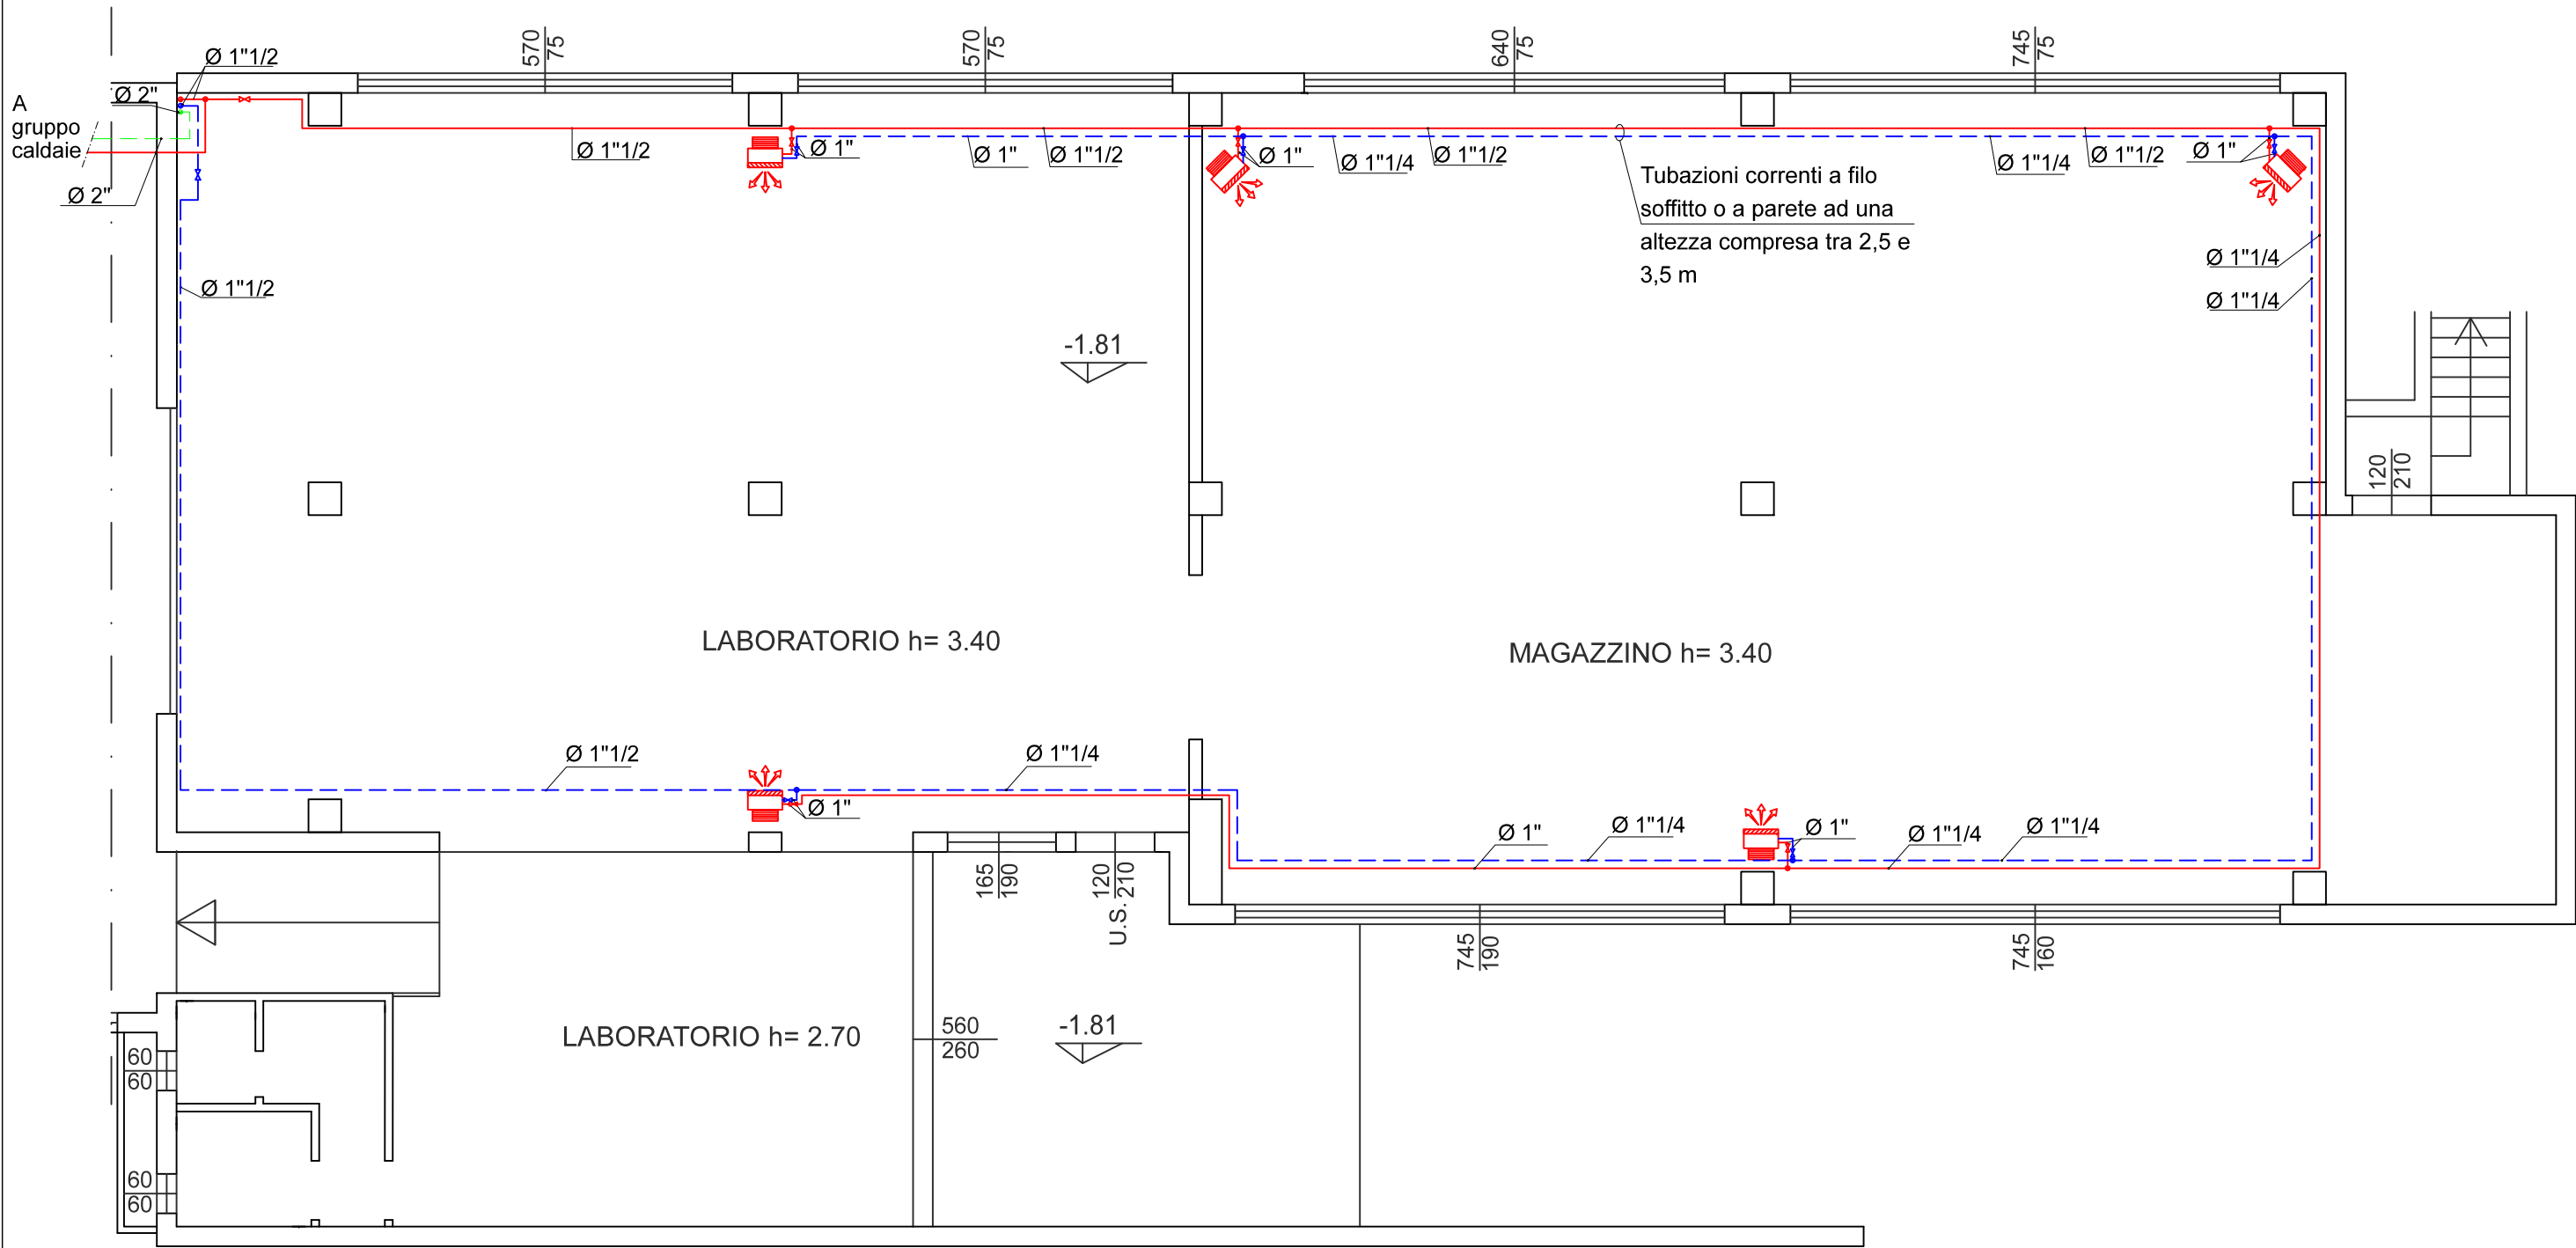 570
75
570
75
640
75
745
75
Ø 1"1/2
Ø 2"
A
gruppo
caldaie
Ø 2"
Ø 1"1/2
Ø 1"
Ø 1"
Ø 1"1/2
Ø 1"
Ø 1"1/4
Ø 1"1/2
Ø 1"1/4
Ø 1"1/2
Ø 1"
Tubazioni correnti a filo
soffitto o a parete ad una
altezza compresa tra 2,5 e
3,5 m
Ø 1"1/4
Ø 1"1/4
Ø 1"1/2
-1.81
120
210
LABORATORIO h= 3.40
MAGAZZINO h= 3.40
Ø 1"1/2
Ø 1"1/4
Ø 1"
Ø 1"
Ø 1"1/4
Ø 1"
Ø 1"1/4
Ø 1"1/4
165
190
120
210
U.S.
745
190
745
160
LABORATORIO h= 2.70
560
260
-1.81
60
60
60
60